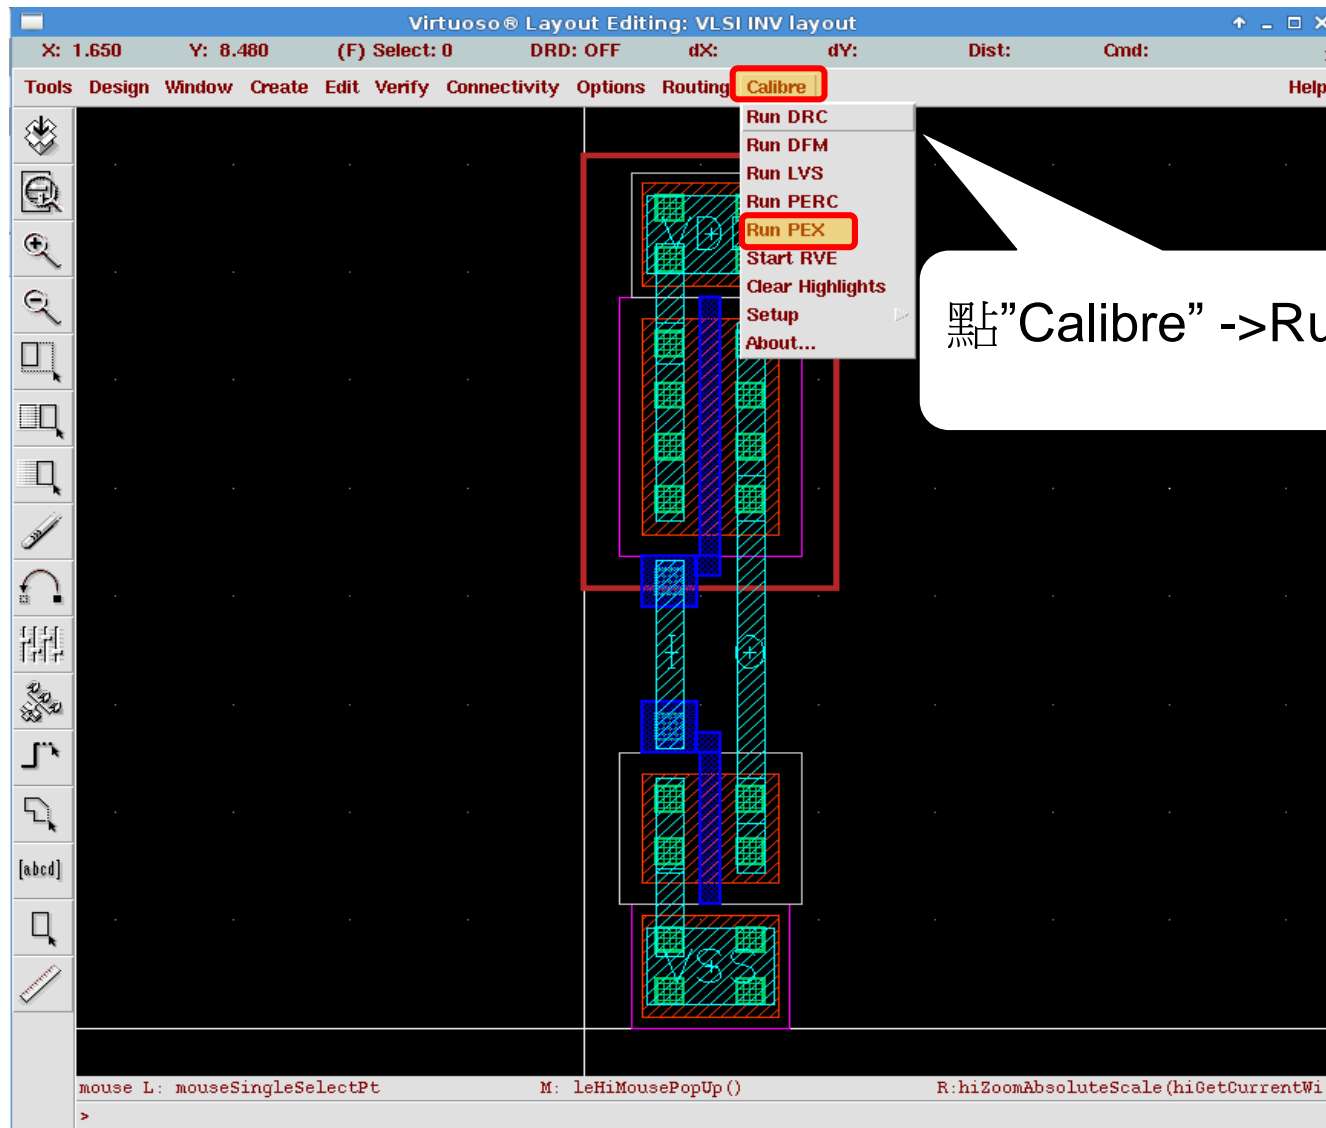 Virtuoso® Layout Editing: VLSI INV layout
X: 1.650 Y: 8.480 (F) Select: 0 DRD: OFF dX: dY: Dist: Cmd:
Tools Design Window Create Edit Verify Connectivity Options Routing Calibre Help
Run DRC
Run DFM
Run LVS
Run PERC
Run PEX
Start RVE
Clear Highlights
Setup
About...
點”Calibre” ->Ru
I
O
VSS
[abcd]
mouse L: mouseSingleSelectPt M: leHiMousePopUp() R:hiZoomAbsoluteScale(hiGetCurrentWi
>